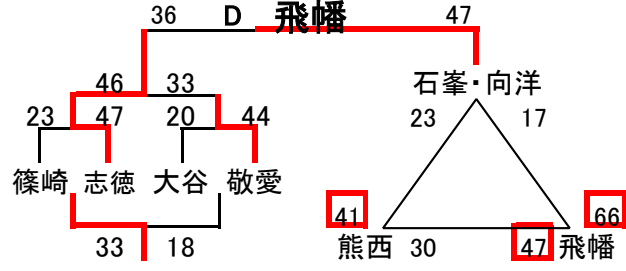 36 D 飛幡 47
46 33 石峯・向洋
23 47 20 44 23 17
篠崎 志徳 大谷 敬愛 41 66
33 18 熊西 30 47 飛幡